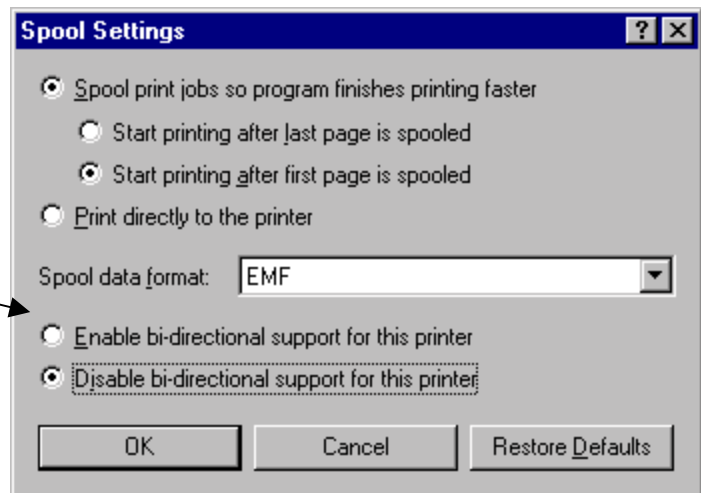 Spool Settings
Spool print jobs so program finishes printing faster
Start printing after last page is spooled
Start printing after first page is spooled
Print directly to the printer
Spool data format: EMF
Enable bi-directional support for this printer
Disable bi-directional support for this printer
OK Cancel Restore Defaults